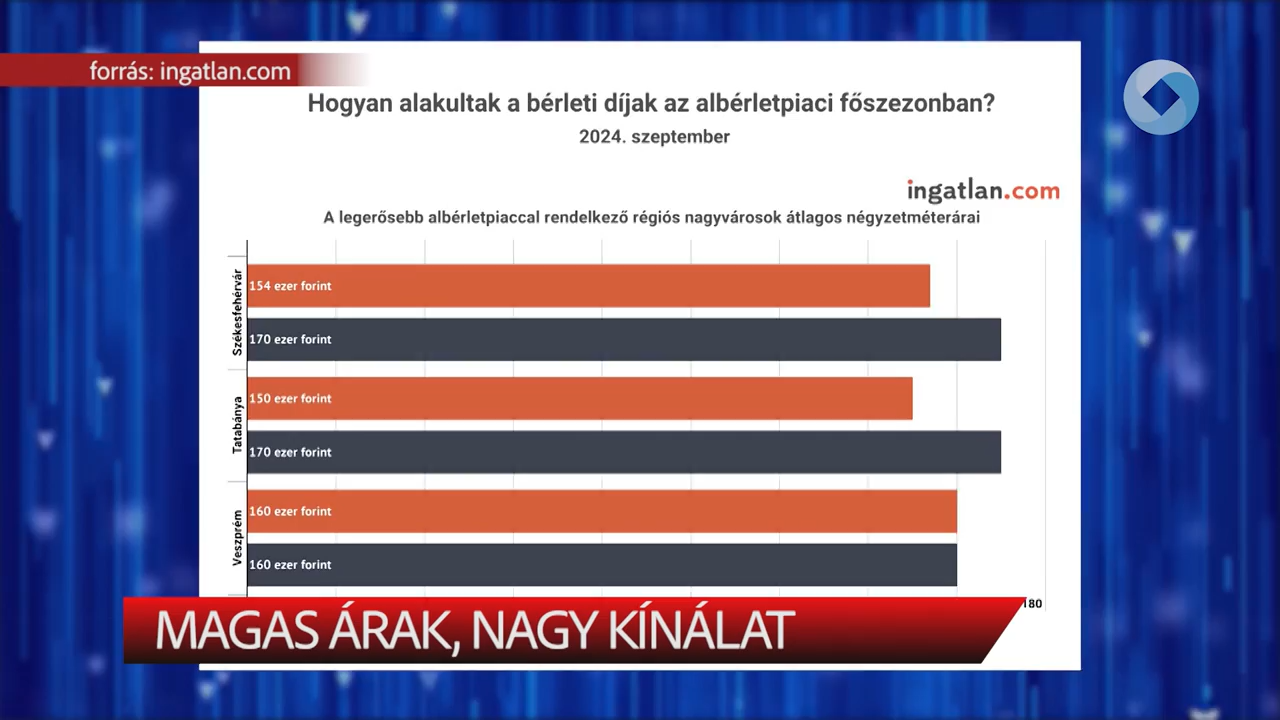 forrás: ingatlan.com
Hogyan alakultak a bérleti díjak az albérletpiaci főszezonban?
2024. szeptember
ingatlan.com
A legerősebb albérletpiaccal rendelkező régiós nagyvárosok átlagos négyzetméterárai
Székesfehérvár
154 ezer forint
170 ezer forint
Tatabánya
150 ezer forint
170 ezer forint
Veszprém
160 ezer forint
160 ezer forint
180
MAGAS ÁRAK, NAGY KÍNÁLAT